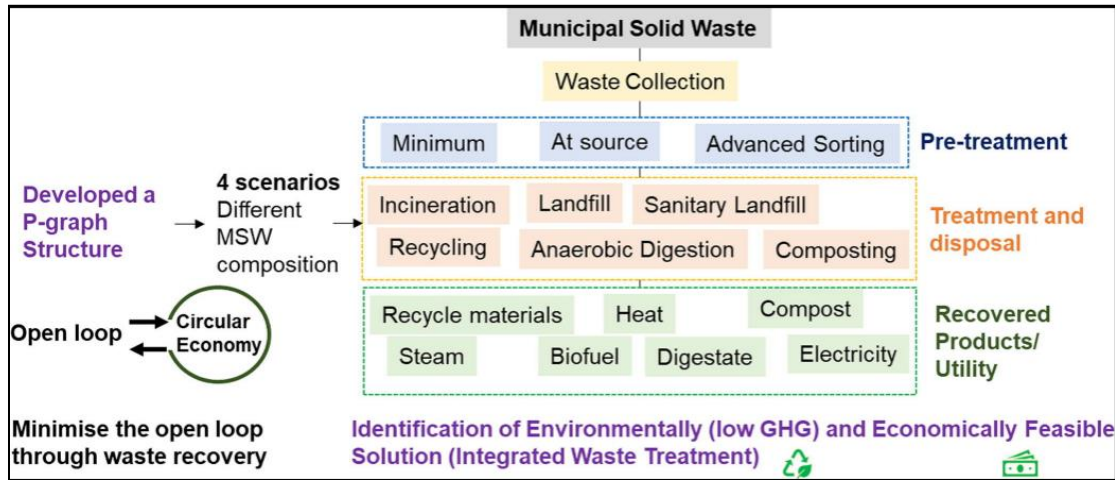 Municipal Solid Waste
Waste Collection
Minimum
At source
Advanced Sorting
Pre-treatment
Developed a
P-graph
Structure
4 scenarios
Different
MSW
composition
Incineration
Landfill
Sanitary Landfill
Recycling
Anaerobic Digestion
Composting
Treatment and
disposal
Open loop
Circular
Economy
Recycle materials
Heat
Compost
Steam
Biofuel
Digestate
Electricity
Recovered
Products/
Utility
Minimise the open loop
through waste recovery
Identification of Environmentally (low GHG) and Economically Feasible
Solution (Integrated Waste Treatment)